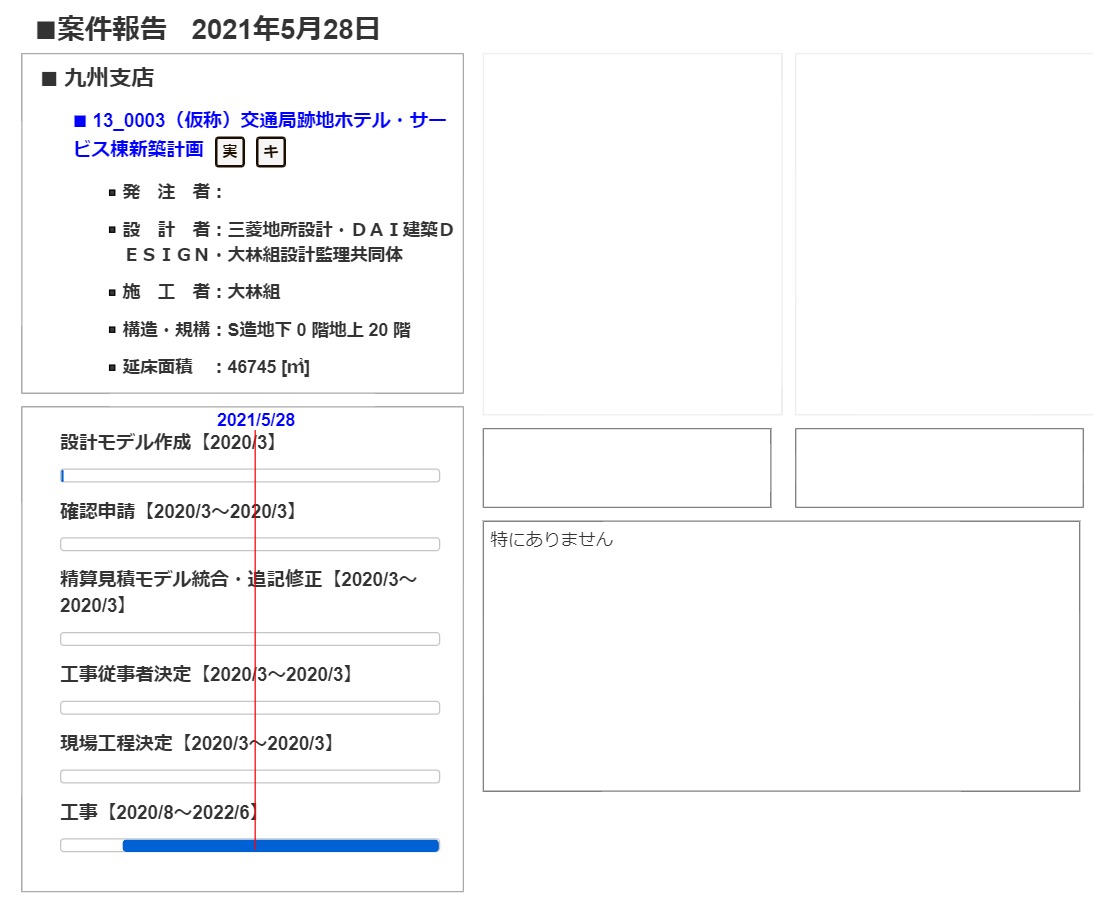 ■案件報告 2021年5月28日
■ 九州支店
■ 13_0003（仮称）交通局跡地ホテル・サー
ビス棟新築計画 実 キ
▪ 発　注　者：
▪ 設　計　者：三菱地所設計・ＤＡＩ建築Ｄ
ＥＳＩＧＮ・大林組設計監理共同体
▪ 施　工　者：大林組
▪ 構造・規構：S造地下 0 階地上 20 階
▪ 延床面積　：46745 [㎡]
2021/5/28
設計モデル作成【2020/3】
確認申請【2020/3～2020/3】
精算見積モデル統合・追記修正【2020/3～
2020/3】
工事従事者決定【2020/3～2020/3】
現場工程決定【2020/3～2020/3】
工事【2020/8～2022/6】
特にありません